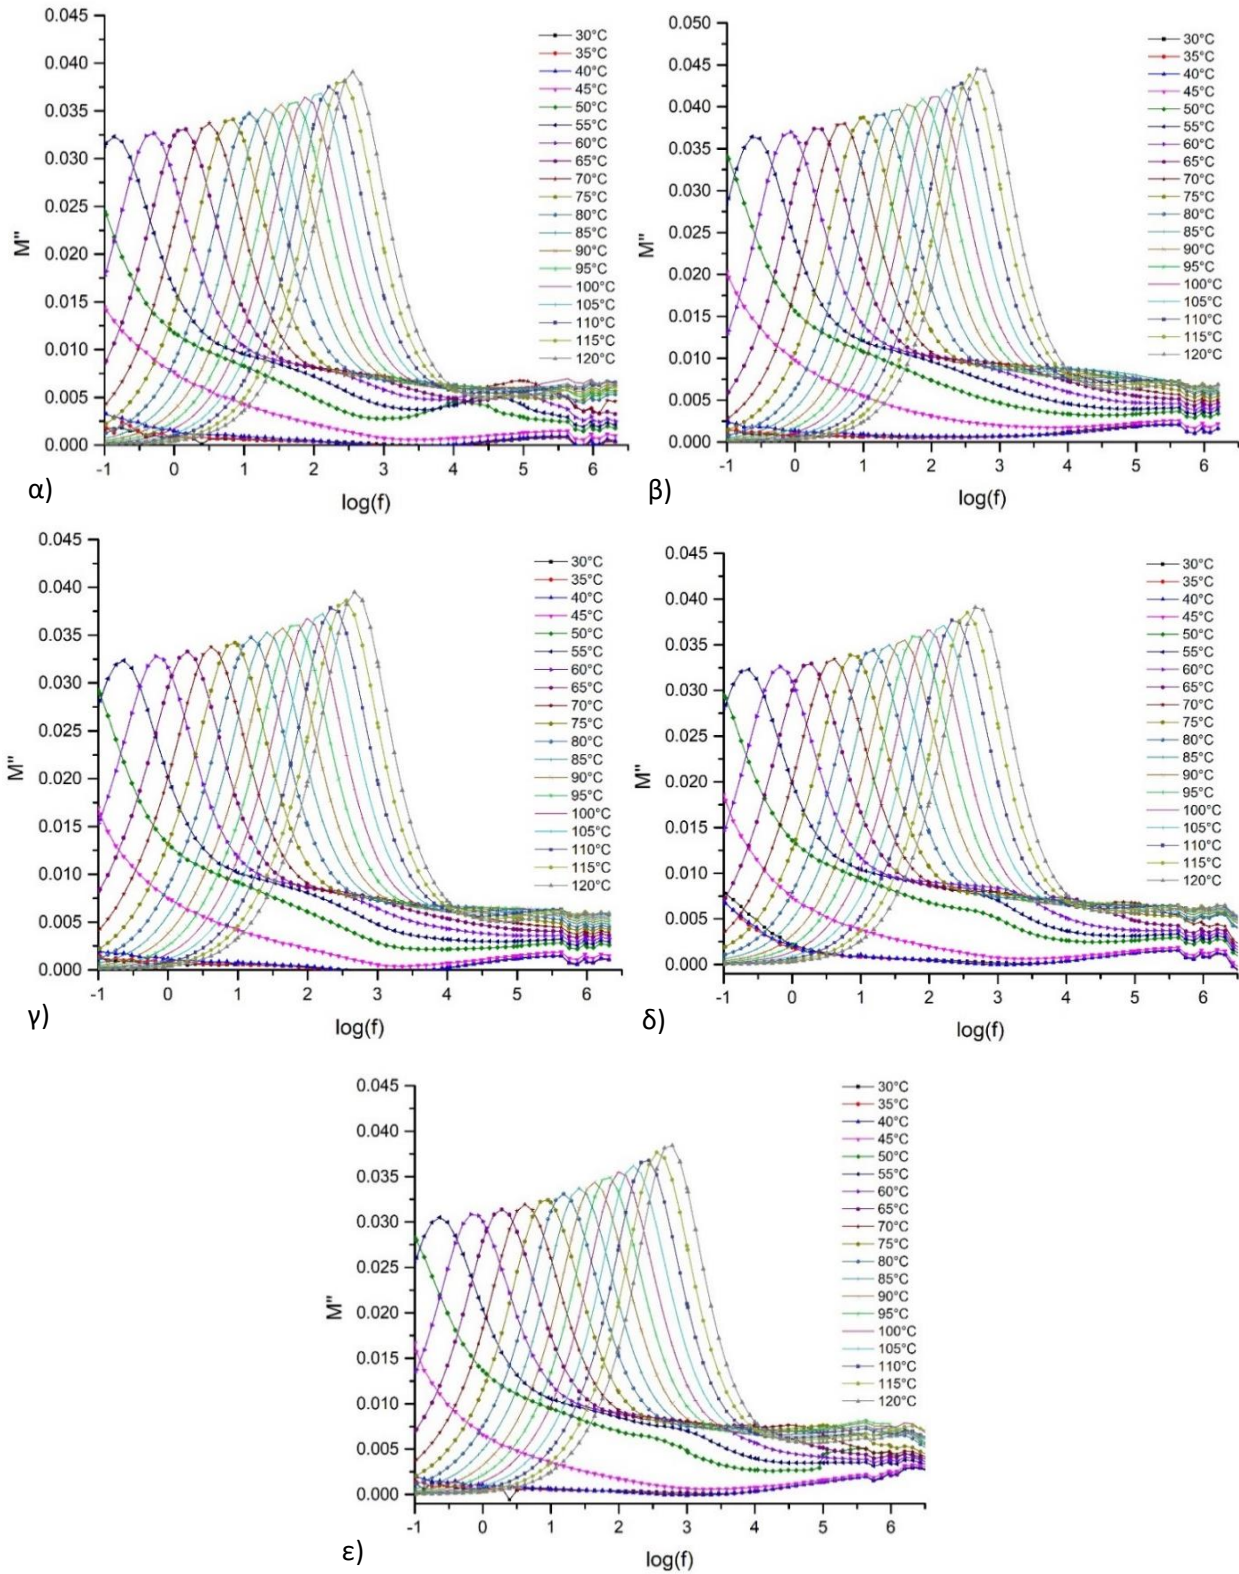 0.045
0.040
0.035
0.030
0.025
0.020
0.015
0.010
0.005
0.000
M''
-1 0 1 2 3 4 5 6
log(f)
30°C
35°C
40°C
45°C
50°C
55°C
60°C
65°C
70°C
75°C
80°C
85°C
90°C
95°C
100°C
105°C
110°C
115°C
120°C
α)
0.050
0.045
0.040
0.035
0.030
0.025
0.020
0.015
0.010
0.005
0.000
M''
-1 0 1 2 3 4 5 6
log(f)
30°C
35°C
40°C
45°C
50°C
55°C
60°C
65°C
70°C
75°C
80°C
85°C
90°C
95°C
100°C
105°C
110°C
115°C
120°C
β)
0.045
0.040
0.035
0.030
0.025
0.020
0.015
0.010
0.005
0.000
M''
-1 0 1 2 3 4 5 6
log(f)
30°C
35°C
40°C
45°C
50°C
55°C
60°C
65°C
70°C
75°C
80°C
85°C
90°C
95°C
100°C
105°C
110°C
115°C
120°C
γ)
0.045
0.040
0.035
0.030
0.025
0.020
0.015
0.010
0.005
0.000
M''
-1 0 1 2 3 4 5 6
log(f)
30°C
35°C
40°C
45°C
50°C
55°C
60°C
65°C
70°C
75°C
80°C
85°C
90°C
95°C
100°C
105°C
110°C
115°C
120°C
δ)
0.045
0.040
0.035
0.030
0.025
0.020
0.015
0.010
0.005
0.000
M''
-1 0 1 2 3 4 5 6
log(f)
30°C
35°C
40°C
45°C
50°C
55°C
60°C
65°C
70°C
75°C
80°C
85°C
90°C
95°C
100°C
105°C
110°C
115°C
120°C
ε)